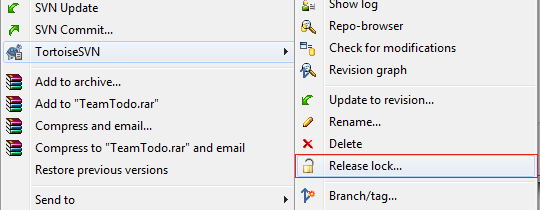 SVN Update
SVN Commit...
TortoiseSVN
Add to archive...
Add to "TeamTodo.rar"
Compress and email...
Compress to "TeamTodo.rar" and email
Restore previous versions
Send to
Show log
Repo-browser
Check for modifications
Revision graph
Update to revision...
Rename...
Delete
Release lock...
Branch/tag...